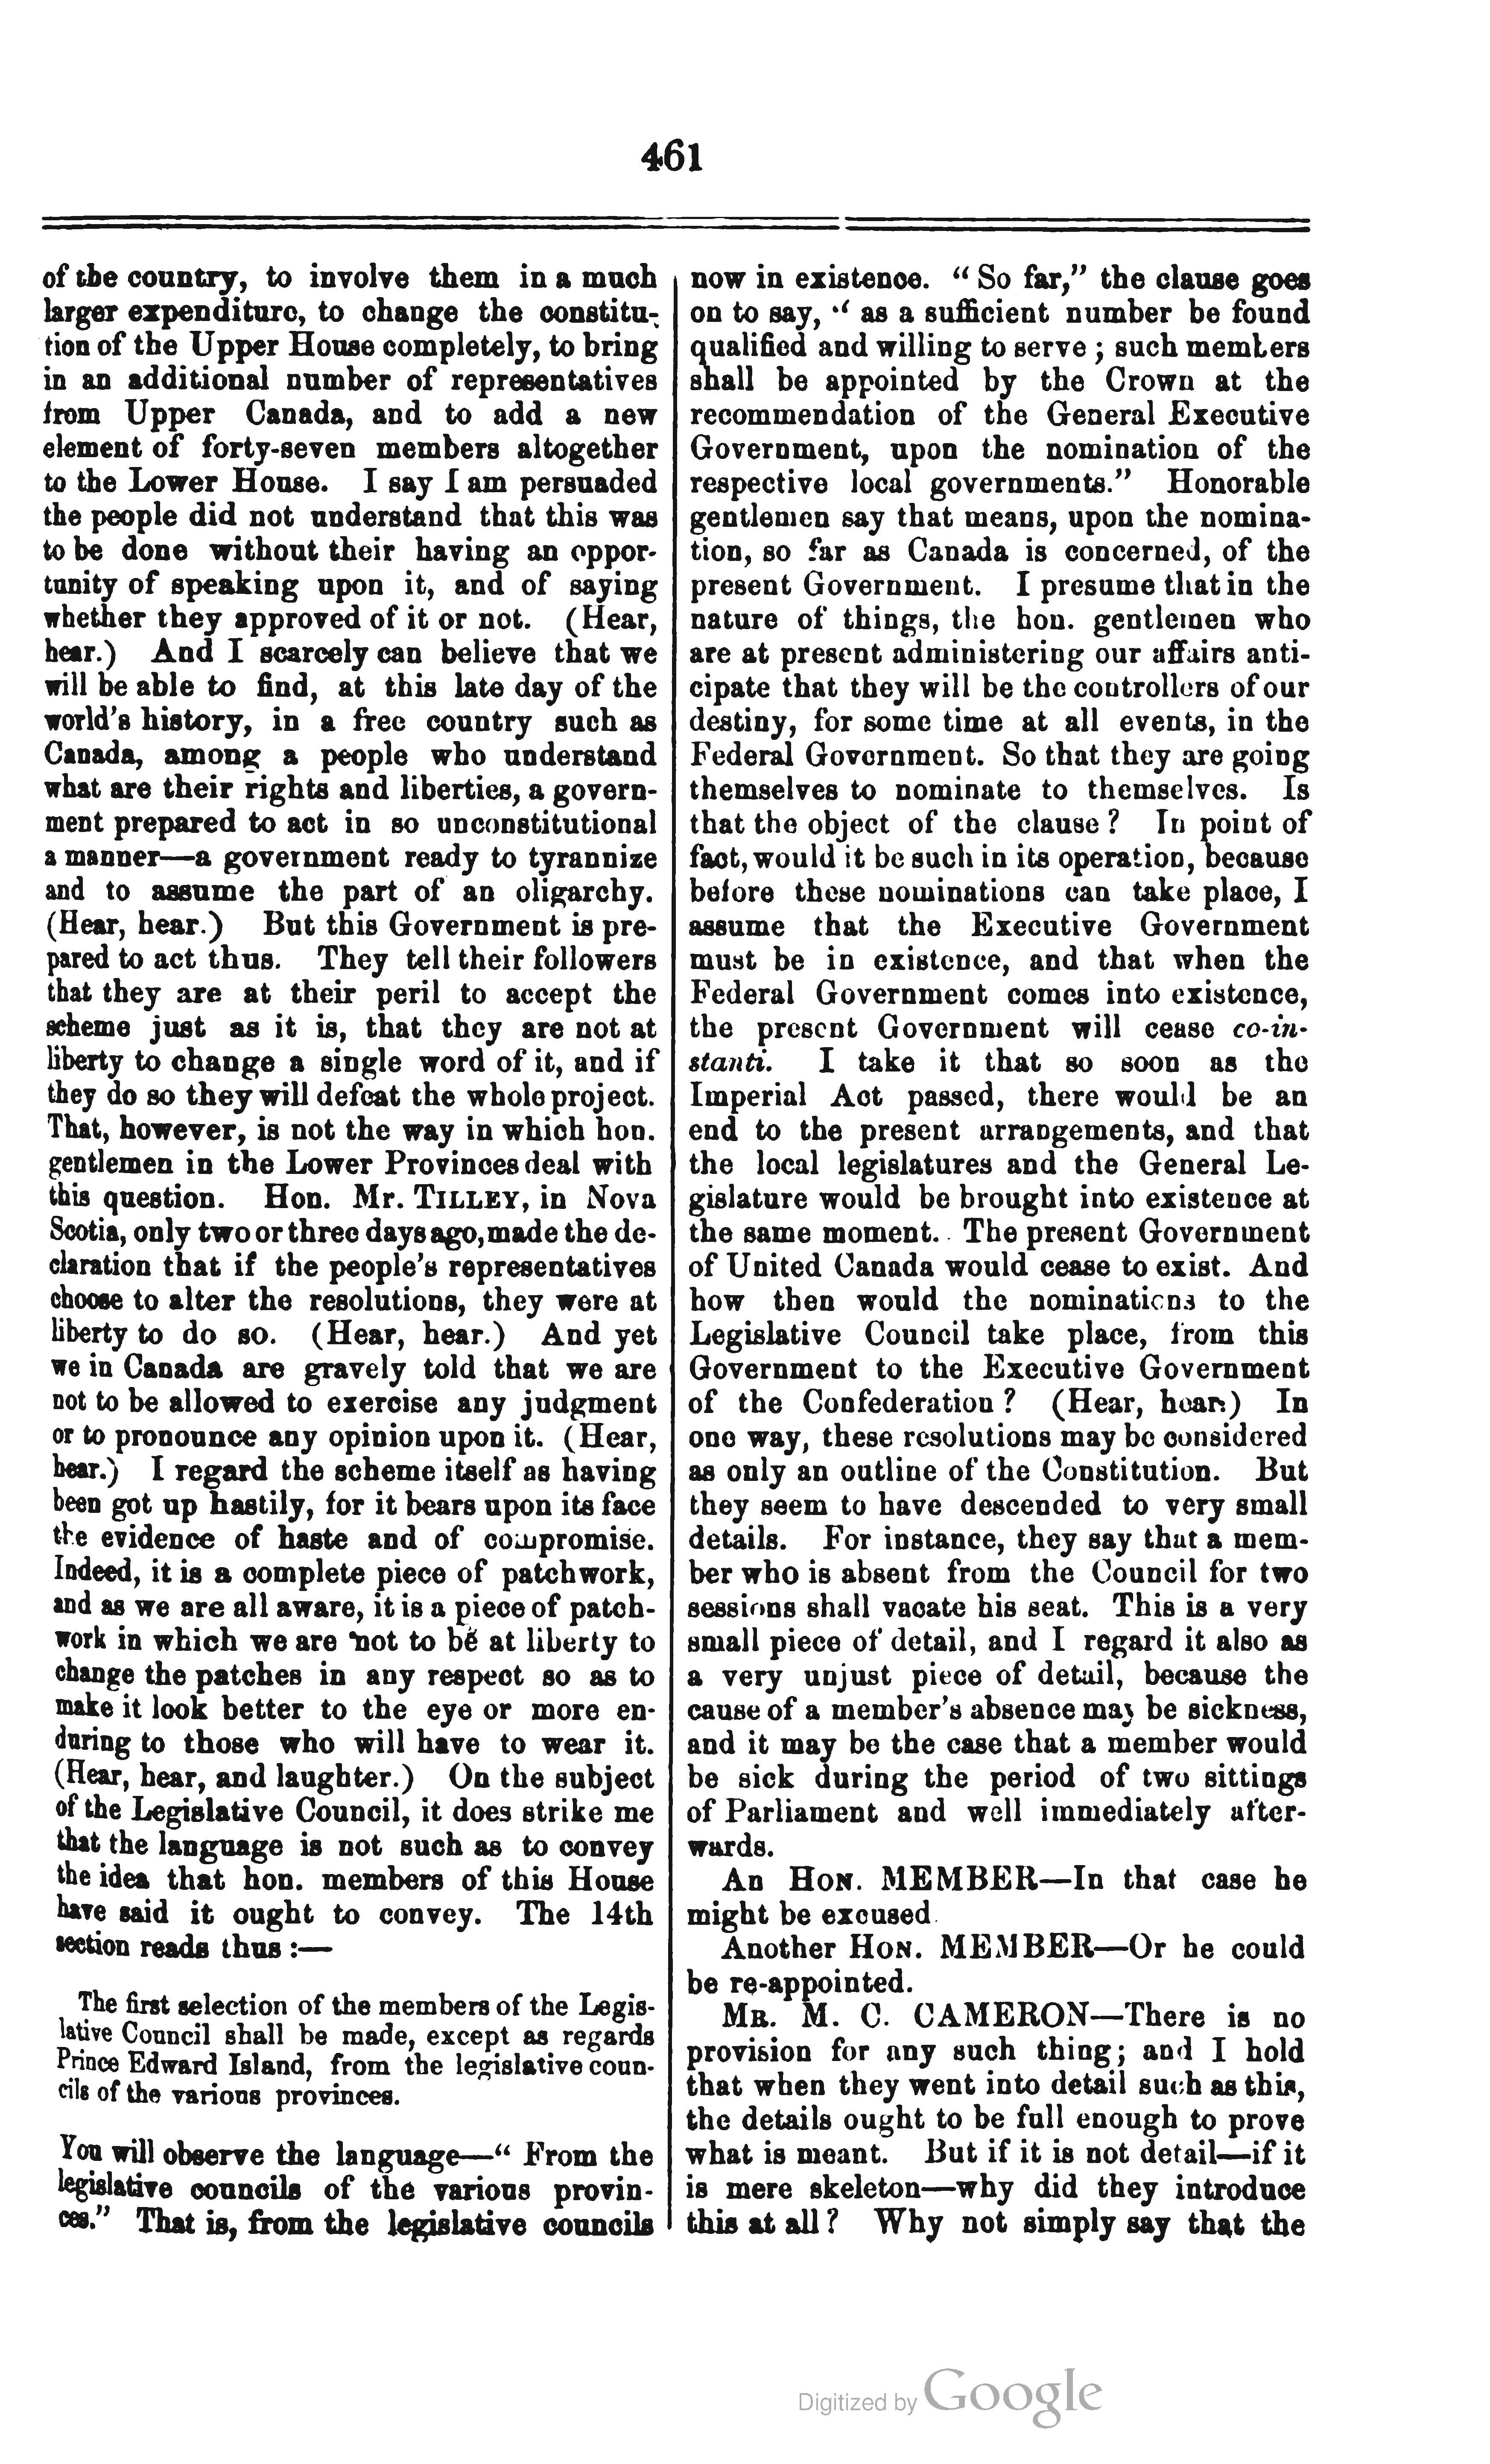 461
of the country, to involve them in a much
larger expenditure, to change the constitu-
tion of the Upper House completely, to bring
in an additional number of representatives
from Upper Canada, and to add a new
element of forty-seven members altogether
to the Lower House. I say I am persuaded
the people did not understand that this was
to be done without their having an oppor-
tunity of speaking upon it, and of saying
whether they approved of it or not. (Hear,
hear.) And I scarcely can believe that we
will be able to find, at this late day of the
world's history, in a free country such as
Canada, among a people who understand
what are their rights and liberties, a govern-
ment prepared to act in so unconstitutional
a manner—a government ready to tyrannize
and to assume the part of an oligarchy.
(Hear, hear.) But this Government is pre-
pared to act thus. They tell their followers
that they are at their peril to accept the
scheme just as it is, that they are not at
liberty to change a single word of it, and if
they do so they will defeat the whole project.
That, however, is not the way in which hon.
gentlemen in the Lower Provinces deal with
this question. Hon. Mr. TILLEY, in Nova
Scotia, only two or three days ago, made the de-
claration that if the people's representatives
choose to alter the resolutions, they were at
liberty to do so. (Hear, hear.) And yet
we in Canada are gravely told that we are
not to be allowed to exercise any judgment
or to pronounce any opinion upon it. (Hear,
hear.) I regard the scheme itself as having
been got up hastily, for it bears upon its face
the evidence of haste and of compromise.
Indeed, it is a complete piece of patchwork,
and as we are all aware, it is a piece of patch-
work in which we are not to be at liberty to
change the patches in any respect so as to
make it look better to the eye or more en-
during to those who will have to wear it.
(Hear, hear, and laughter.) On the subject
of the Legislative Council, it does strike me
that the language is not such as to convey
the idea that hon. members of this House
have said it ought to convey. The 14th
section reads thus :—
The first selection of the members of the Legis-
lative Council shall be made, except as regards
Prince Edward Island, from the legislative coun-
cils of the various provinces.
You will observe the language—" From the
legislative councils of the various provin-
ces." That is, from the legislative councils
now in existence. " So far," the clause goes
on to say, " as a sufficient number be found
qualified and willing to serve ; such members
shall be appointed by the Crown at the
recommendation of the General Executive
Government, upon the nomination of the
respective local governments." Honorable
gentlemen say that means, upon the nomina-
tion, so far as Canada is concerned, of the
present Government. I presume that in the
nature of things, the hon. gentlemen who
are at present administering our affairs anti-
cipate that they will be the controllers of our
destiny, for some time at all events, in the
Federal Government. So that they are going
themselves to nominate to themselves. Is
that the object of the clause ? In point of
fact, would it be such in its operation, because
before these nominations can take place, I
assume that the Executive Government
must be in existence, and that when the
Federal Government comes into existence,
the present Government will cease co-in-
stanti. I take it that so soon as the
Imperial Act passed, there would be an
end to the present arrangements, and that
the local legislatures and the General Le-
gislature would be brought into existence at
the same moment. The present Government
of United Canada would cease to exist. And
how then would the nominations to the
Legislative Council take place, from this
Government to the Executive Government
of the Confederation ? (Hear, hear.) In
one way, these resolutions may be considered
as only an outline of the Constitution. But
they seem to have descended to very small
details. For instance, they say that a mem-
ber who is absent from the Council for two
sessions shall vacate his seat. This is a very
small piece of detail, and I regard it also as
a very unjust piece of detail, because the
cause of a member's absence may be sickness,
and it may be the case that a member would
be sick during the period of two sittings
of Parliament and well immediately after-
wards.
An HON. MEMBER—In that case he
might be excused.
Another HON. MEMBER—Or he could
be re-appointed.
MR. M. C. CAMERON—There is no
provision for any such thing; and I hold
that when they went into detail such as this,
the details ought to be full enough to prove
what is meant. But if it is not detail—if it
is mere skeleton—why did they introduce
this at all ? Why not simply say that the
Digitized by Google